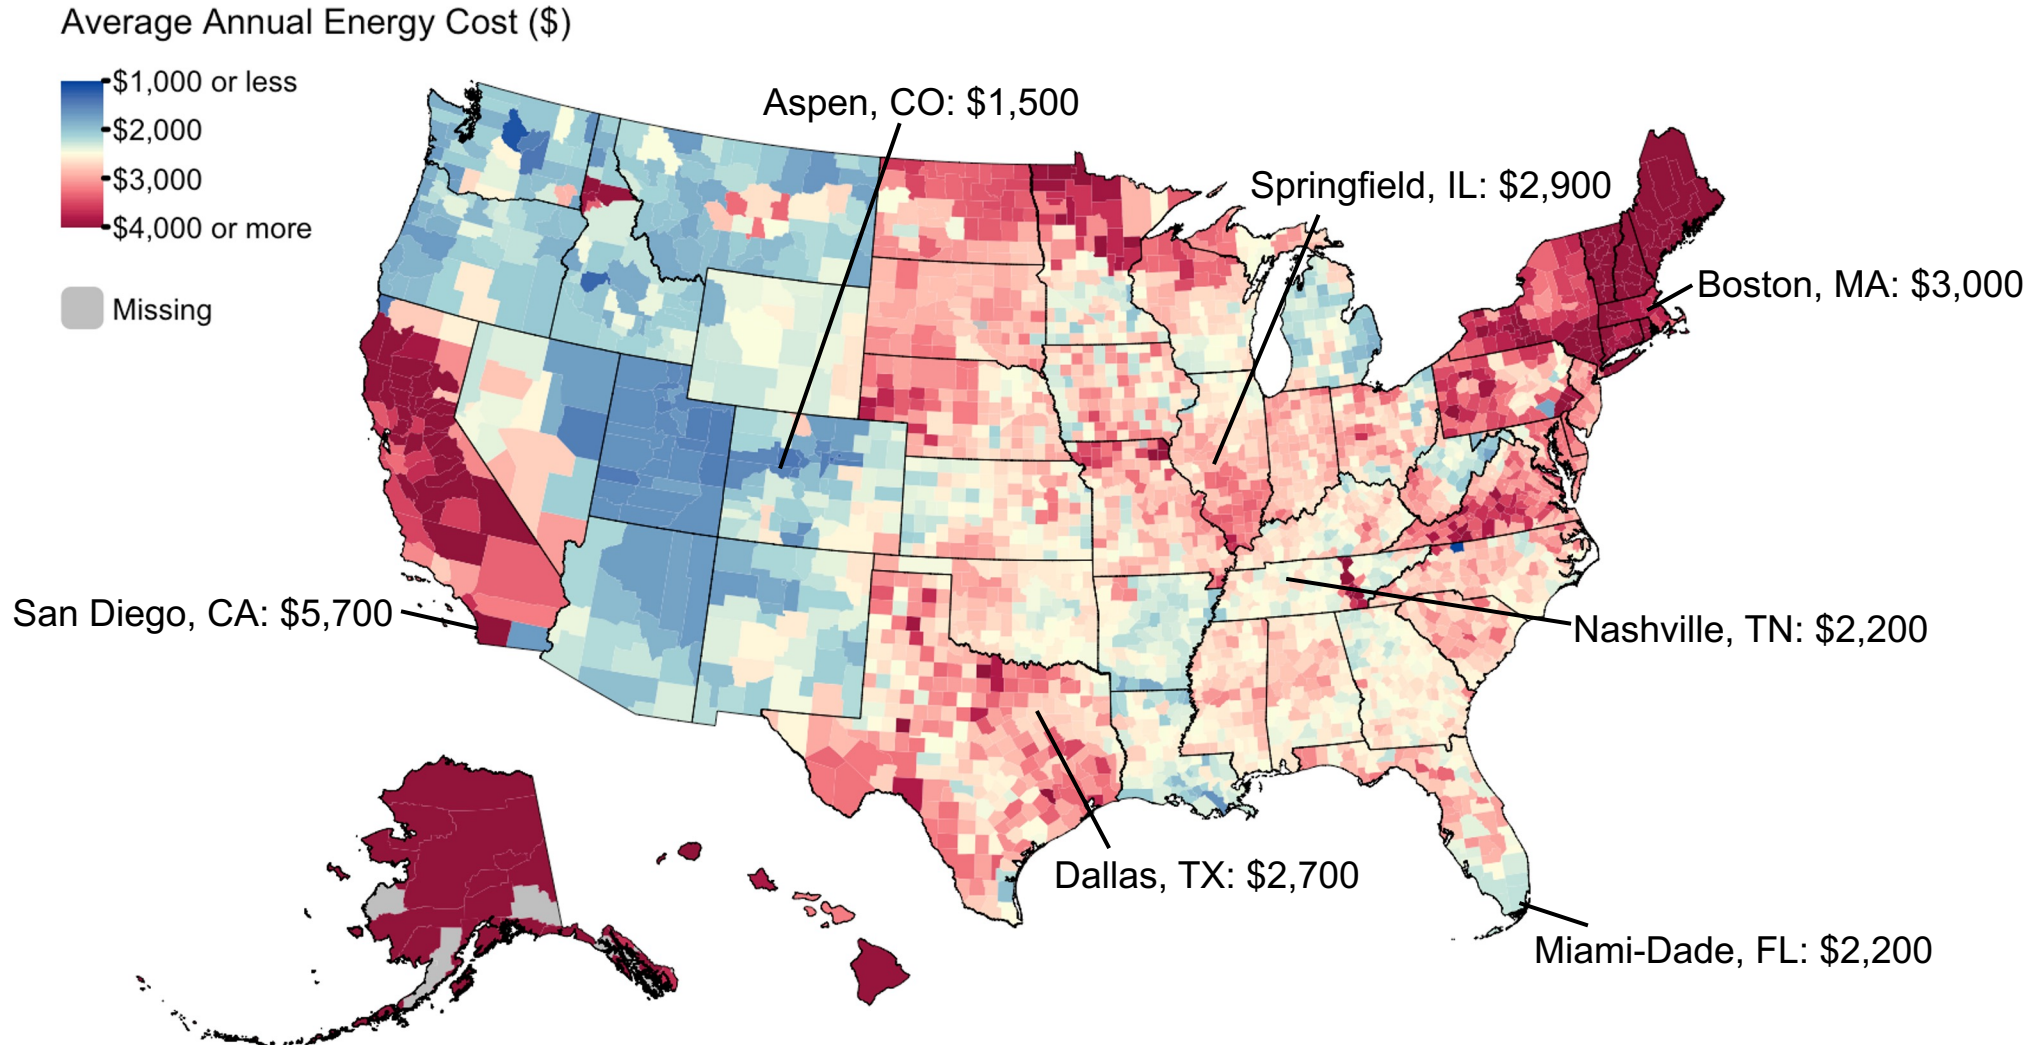 Average Annual Energy Cost ($)
$1,000 or less
$2,000
$3,000
$4,000 or more
Missing
Aspen, CO: $1,500
Springfield, IL: $2,900
Boston, MA: $3,000
San Diego, CA: $5,700
Nashville, TN: $2,200
Dallas, TX: $2,700
Miami-Dade, FL: $2,200